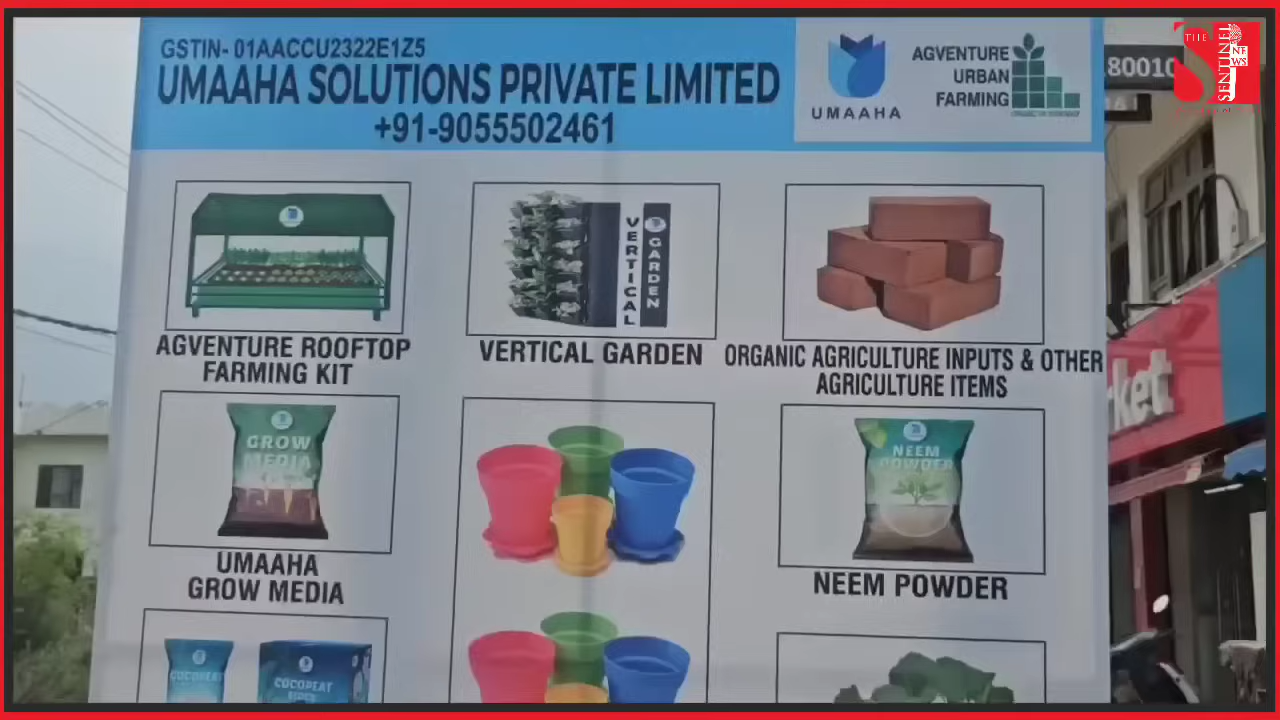 GSTIN- 01AACCU2322E1Z5
UMAAHA SOLUTIONS PRIVATE LIMITED
+91-9055502461
UMAAHA
AGVENTURE
URBAN
FARMING
80010
THE
SENTINEL
NEWS
VERTICAL
GARDEN
AGVENTURE ROOFTOP
FARMING KIT
VERTICAL GARDEN
ORGANIC AGRICULTURE INPUTS & OTHER
AGRICULTURE ITEMS
GROW
MEDIA
NEEM
POWDER
UMAAHA
GROW MEDIA
NEEM POWDER
COCOPEAT
COCOPEAT
ket